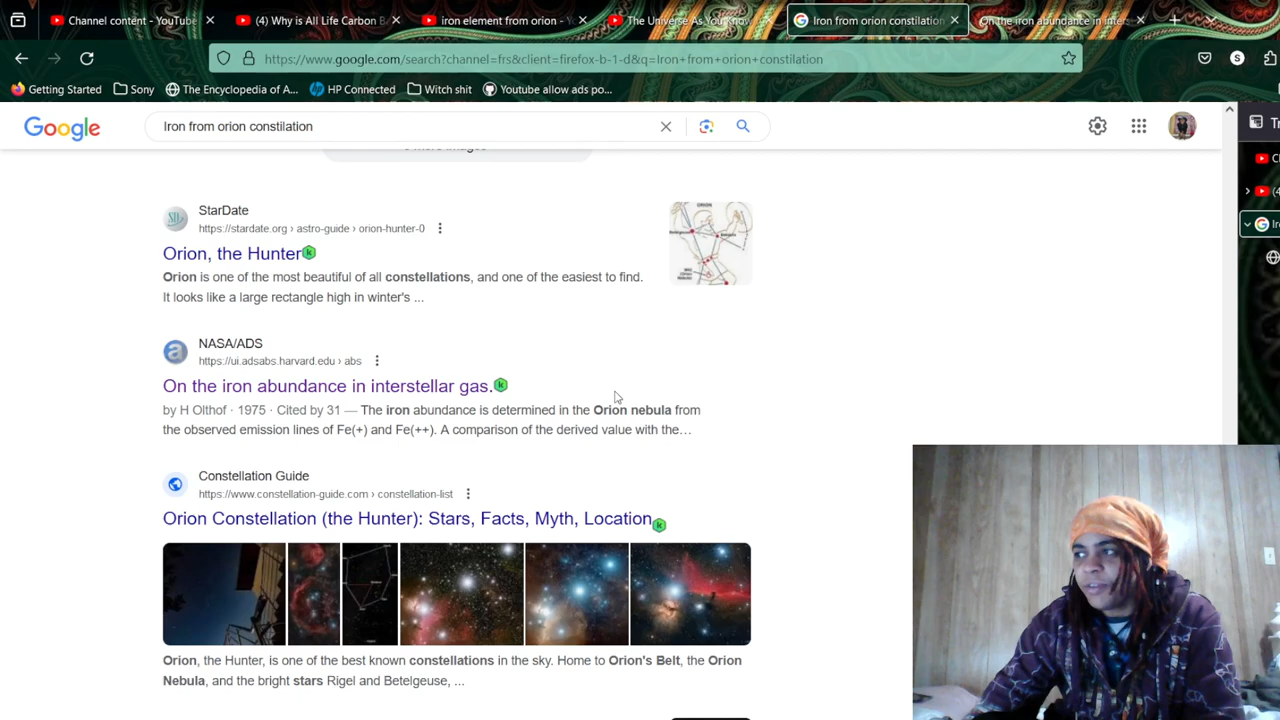 Channel content - YouTube
(4) Why is All Life Carbon B
iron element from orion - Y
The Universe As You Know
Iron from orion constilation
On the iron abundance in inters
https://www.google.com/search?channel=frs&client=firefox-b-1-d&q=Iron+from+orion+constilation
S
Getting Started
Sony
The Encyclopedia of A...
HP Connected
Witch shit
Youtube allow ads po...
Google
Iron from orion constilation
StarDate
https://stardate.org › astro-guide › orion-hunter-0
Orion, the Hunter
Orion is one of the most beautiful of all constellations, and one of the easiest to find.
It looks like a large rectangle high in winter's ...
NASA/ADS
https://ui.adsabs.harvard.edu › abs
On the iron abundance in interstellar gas.
by H Olthof · 1975 · Cited by 31 — The iron abundance is determined in the Orion nebula from
the observed emission lines of Fe(+) and Fe(++). A comparison of the derived value with the…
Constellation Guide
https://www.constellation-guide.com › constellation-list
Orion Constellation (the Hunter): Stars, Facts, Myth, Location
Orion, the Hunter, is one of the best known constellations in the sky. Home to Orion's Belt, the Orion
Nebula, and the bright stars Rigel and Betelgeuse, ...